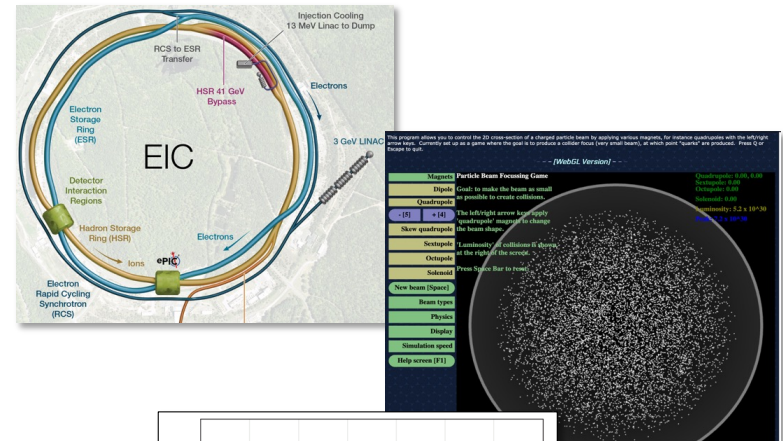 Injection Cooling
13 MeV Linac to Dump
RCS to ESR
Transfer
HSR 41 GeV
Bypass
Electrons
Electron
Storage
Ring
(ESR)
EIC
3 GeV LINAC
Detector
Interaction
Regions
Hadron Storage
Ring (HSR)
Ions
ePIC
Electrons
Electron
Rapid Cycling
Synchrotron
(RCS)
This program allows you to control the 2D cross-section of a charged particle beam by applying various magnets, for instance quadrupoles with the left/right
arrow keys. Currently set up as a game where the goal is to produce a collider focus (very small beam), at which point "quarks" are produced. Press Q or
Escape to quit.
- - [WebGL Version] - -
Magnets
Dipole
Quadrupole
- [5]
+ [4]
Skew quadrupole
Sextupole
Octupole
Solenoid
New beam [Space]
Beam types
Physics
Display
Simulation speed
Help screen [F1]
Particle Beam Focussing Game
Goal: to make the beam as small
as possible to create collisions.
The left/right arrow keys apply
'quadrupole' magnets to change
the beam shape.
'Luminosity' of collisions is shown
at the right of the screen.
Press Space Bar to reset
Quadrupole: 0.00, 0.00
Sextupole: 0.00
Octupole: 0.00
Solenoid: 0.00
Luminosity: 5.2 x 10^30